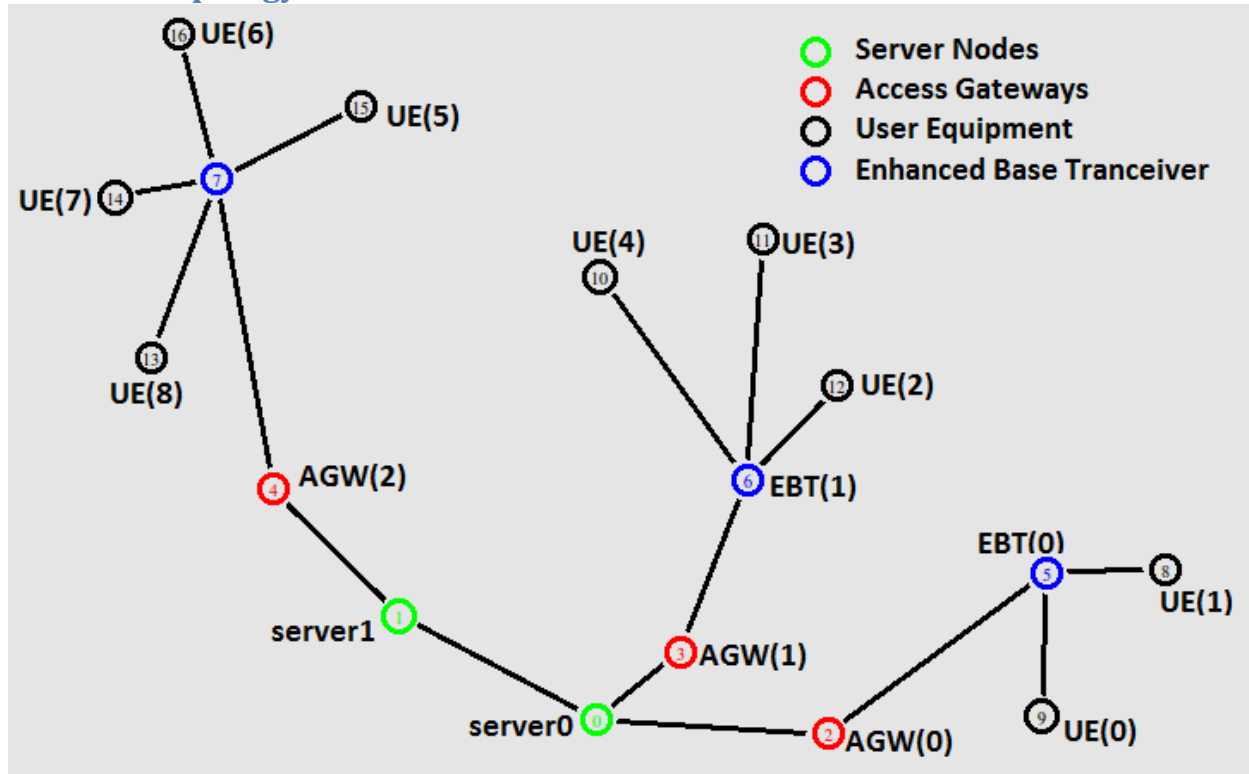 16 UE(6)
Server Nodes
Access Gateways
User Equipment
Enhanced Base Tranceiver
15 UE(5)
7
UE(7) 14
UE(4)
10
11 UE(3)
13
UE(8)
12 UE(2)
4 AGW(2)
6 EBT(1)
EBT(0)
5
8
UE(1)
server1 1
3 AGW(1)
server0 0
2 AGW(0)
9 UE(0)